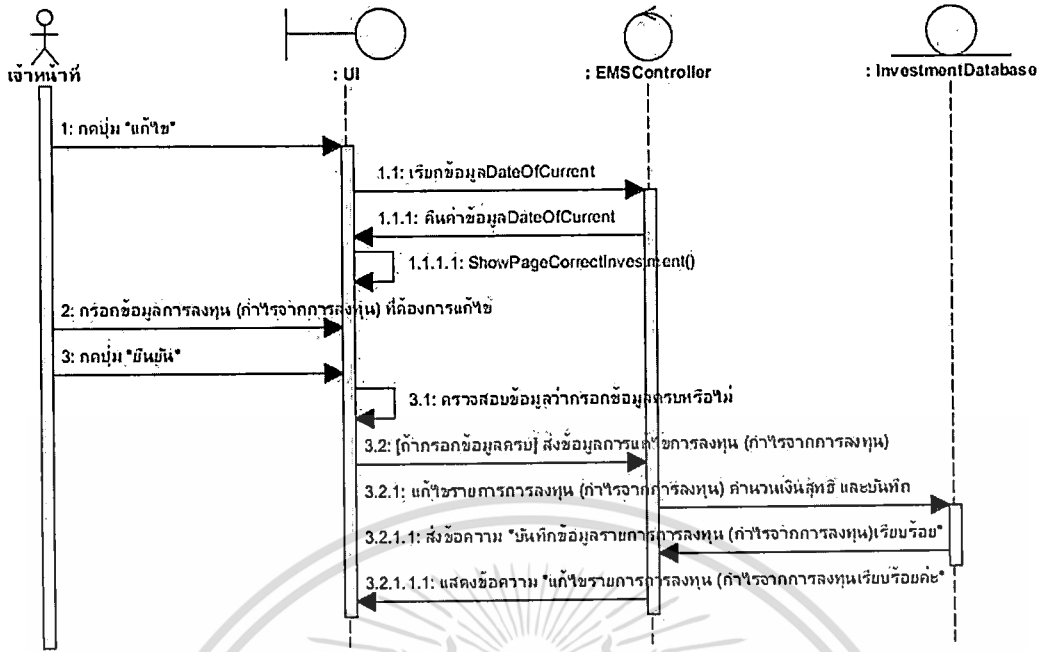 เจ้าหน้าที่
: UI
: EMSController
: InvestmentDatabase
1: กดปุ่ม "แก้ไข"
1.1: เรียกข้อมูลDateOfCurrent
1.1.1: คืนค่าข้อมูลDateOfCurrent
1.1.1.1: ShowPageCorrectInvestment()
2: กรอกข้อมูลการลงทุน (กำไรจากการลงทุน) ที่ต้องการแก้ไข
3: กดปุ่ม "ยืนยัน"
3.1: ตรวจสอบข้อมูลว่ากรอกข้อมูลครบหรือไม่
3.2: [ถ้ากรอกข้อมูลครบ] ส่งข้อมูลการแก้ไขการลงทุน (กำไรจากการลงทุน)
3.2.1: แก้ไขรายการการลงทุน (กำไรจากการลงทุน) คำนวนเงินสุทธิ และบันทึก
3.2.1.1: ส่งข้อความ "บันทึกข้อมูลรายการการลงทุน (กำไรจากการลงทุน)เรียบร้อย"
3.2.1.1.1: แสดงข้อความ "แก้ไขรายการการลงทุน (กำไรจากการลงทุนเรียบร้อยค่ะ"